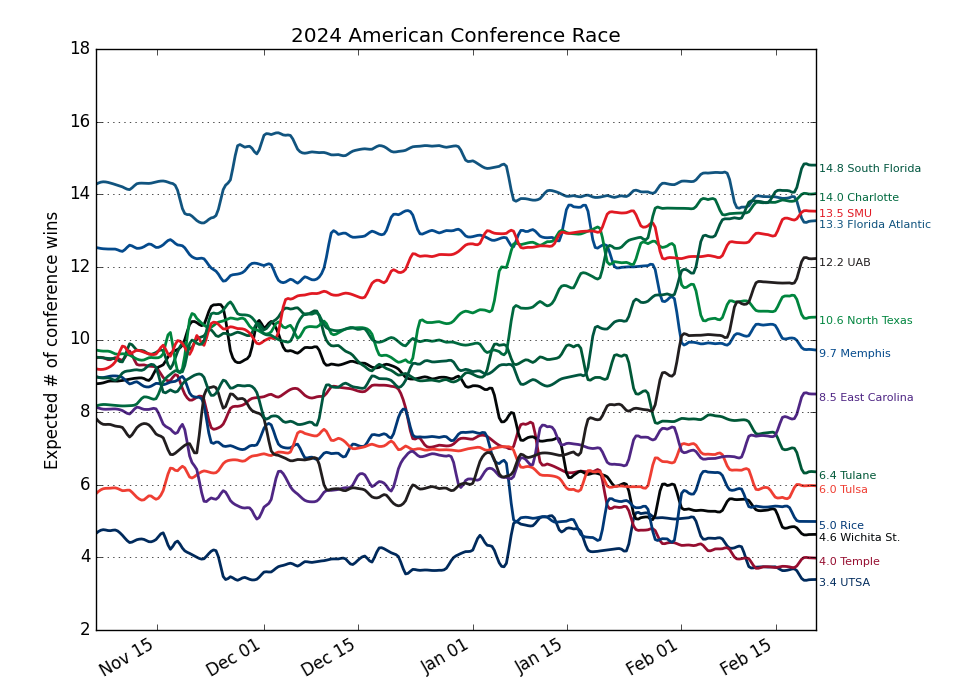 2024 American Conference Race
Expected # of conference wins
18
16
14
12
10
8
6
4
2
Nov 15
Dec 01
Dec 15
Jan 01
Jan 15
Feb 01
Feb 15
14.8 South Florida
14.0 Charlotte
13.5 SMU
13.3 Florida Atlantic
12.2 UAB
10.6 North Texas
9.7 Memphis
8.5 East Carolina
6.4 Tulane
6.0 Tulsa
5.0 Rice
4.6 Wichita St.
4.0 Temple
3.4 UTSA